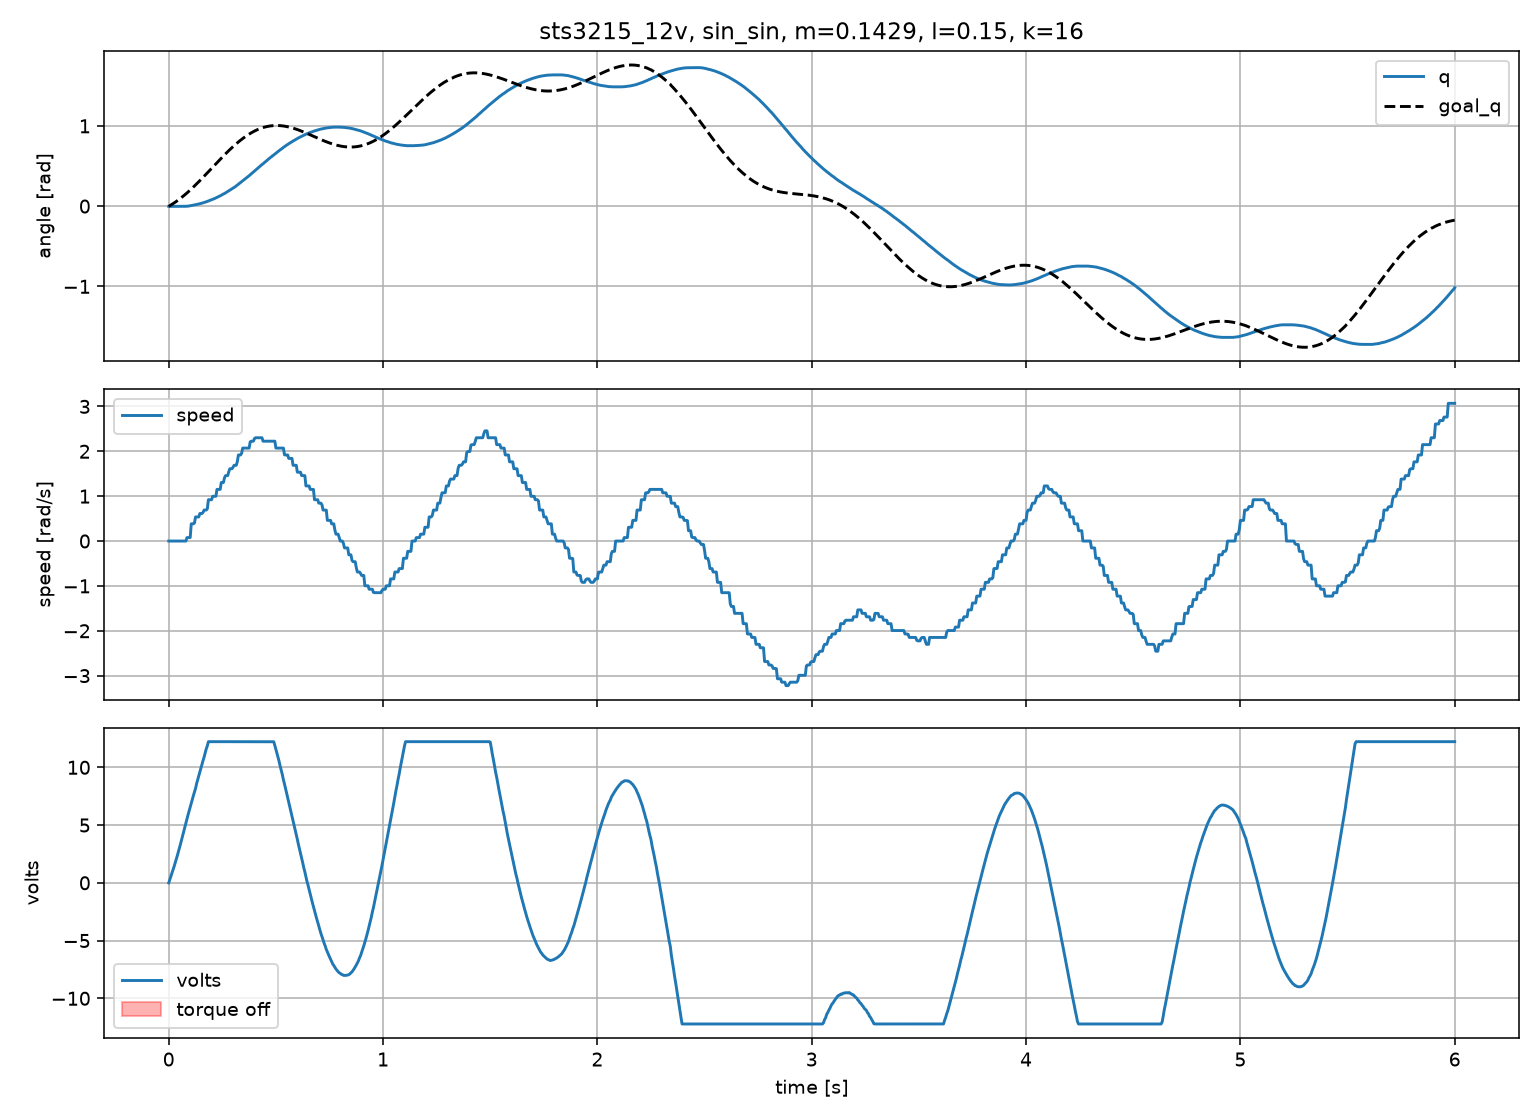 sts3215_12v, sin_sin, m=0.1429, l=0.15, k=16
angle [rad]
1
0
−1
q
goal_q
speed [rad/s]
3
2
1
0
−1
−2
−3
speed
volts
10
5
0
−5
−10
volts
torque off
0 1 2 3 4 5 6
time [s]